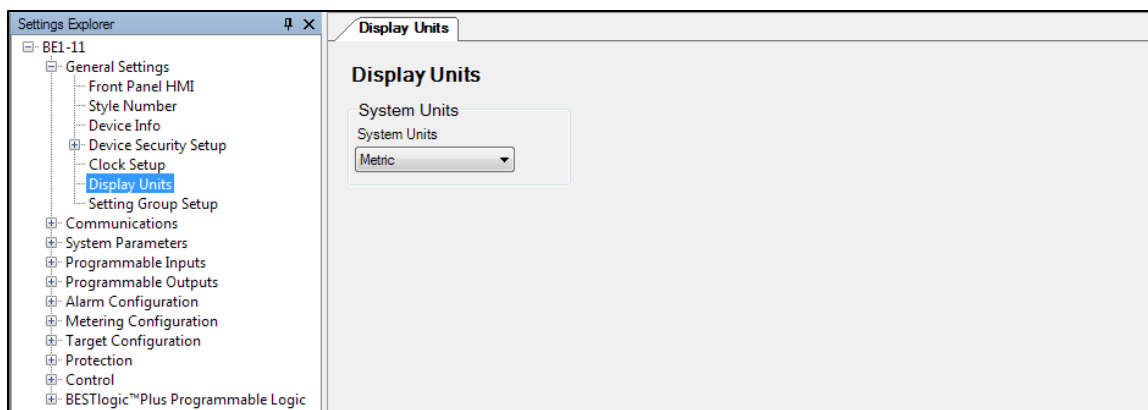 Settings Explorer
BE1-11
General Settings
Front Panel HMI
Style Number
Device Info
Device Security Setup
Clock Setup
Display Units
Setting Group Setup
Communications
System Parameters
Programmable Inputs
Programmable Outputs
Alarm Configuration
Metering Configuration
Target Configuration
Protection
Control
BESTlogic™Plus Programmable Logic
Display Units
Display Units
System Units
System Units
Metric